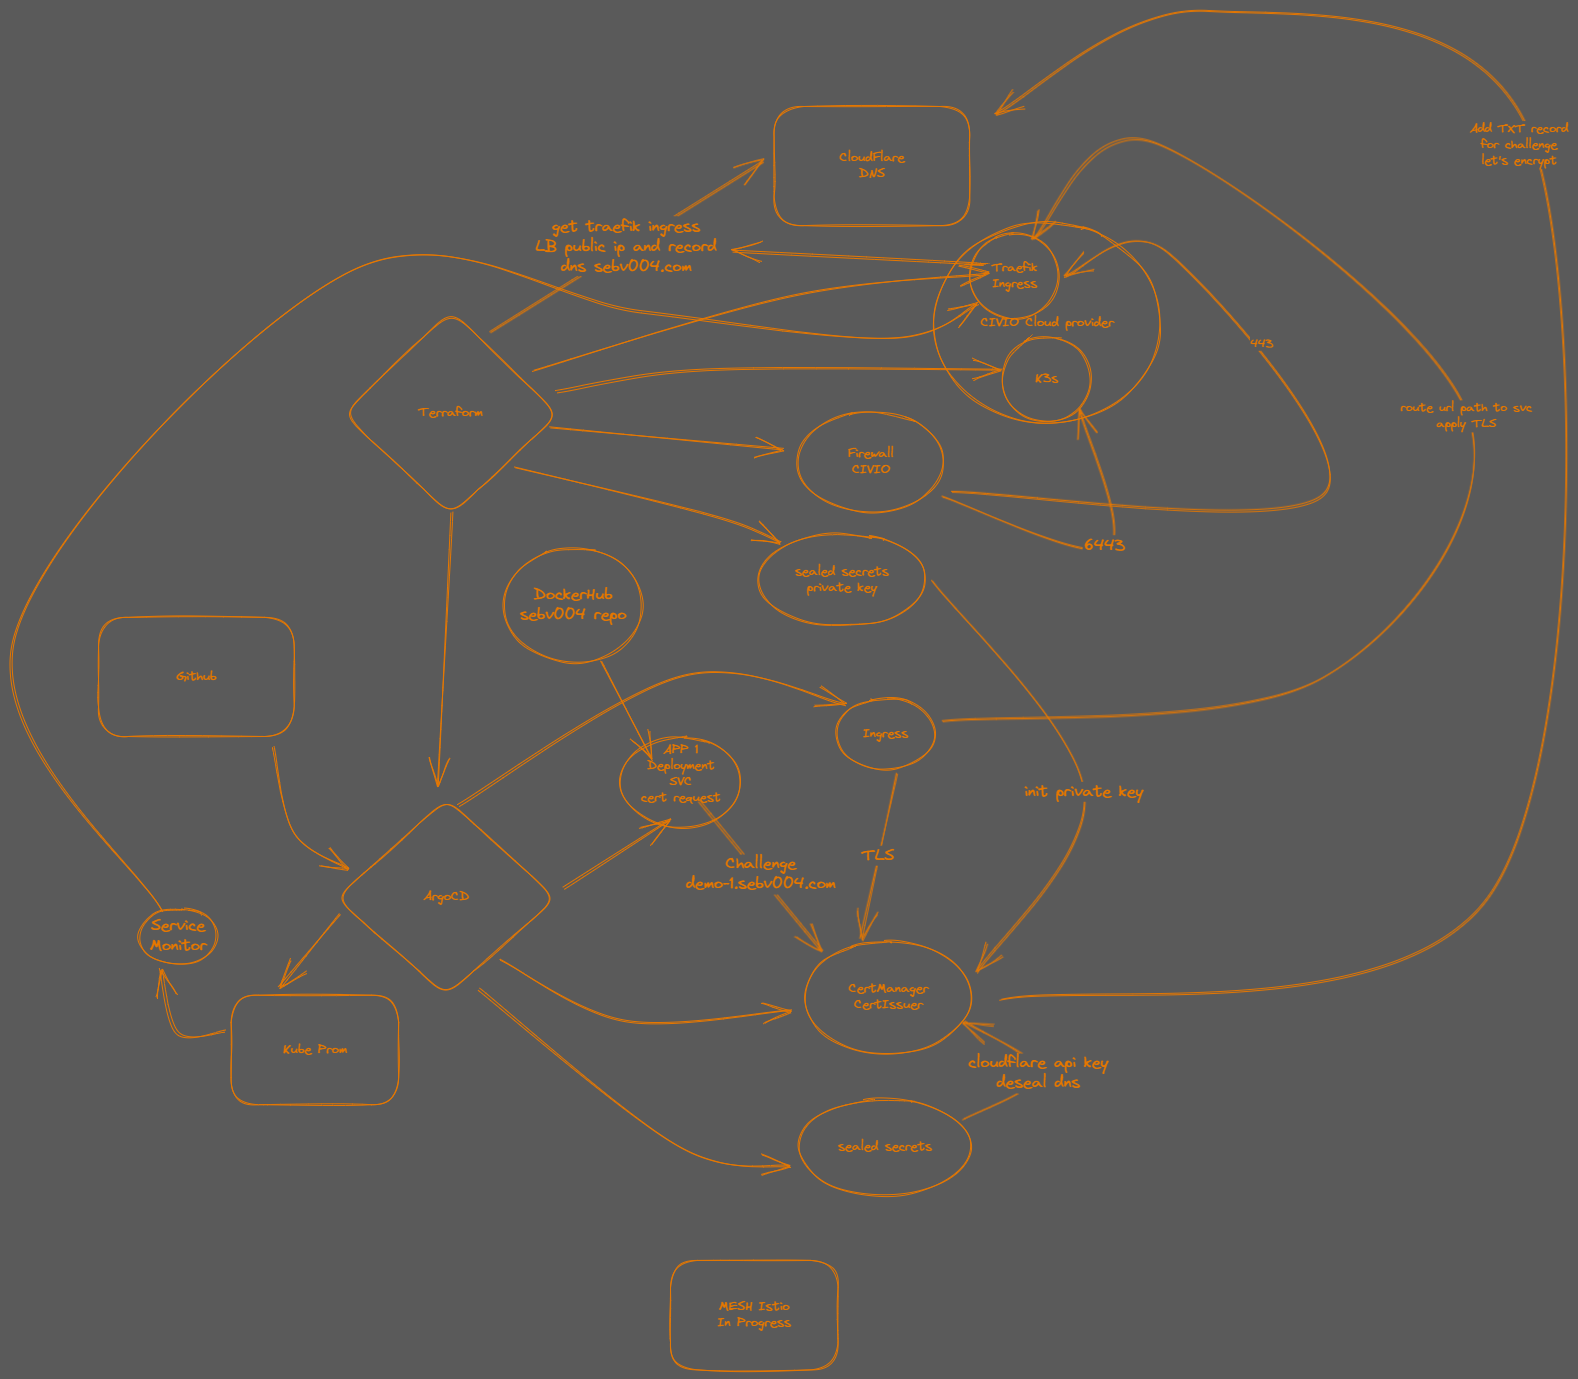 Add TXT record
for challenge
let's encrypt
CloudFlare
DNS
get traefik ingress
LB public ip and record
dns sebv004.com
Traefik
Ingress
CIVIO Cloud provider
443
K3s
route url path to svc
apply TLS
Terraform
Firewall
CIVIO
6443
sealed secrets
private key
DockerHub
sebv004 repo
Github
Ingress
APP 1
Deployment
SVC
cert request
init private key
TLS
Challenge
demo-1.sebv004.com
ArgoCD
Service
Monitor
CertManager
CertIssuer
Kube Prom
cloudflare api key
deseal dns
sealed secrets
MESH Istio
In Progress